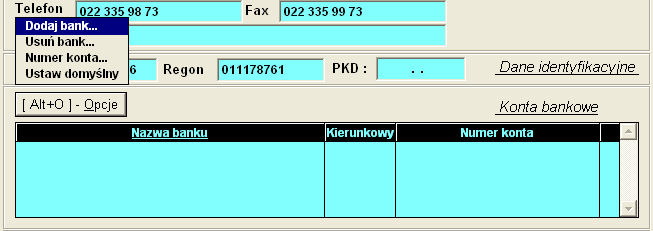 Telefon 022 335 98 73 Fax 022 335 99 73
Dodaj bank...
Usuń bank...
Numer konta...
Ustaw domyślny
6 Regon 011178761 PKD : . . Dane identyfikacyjne
[ Alt+O ] - Opcje Konta bankowe
Nazwa banku Kierunkowy Numer konta